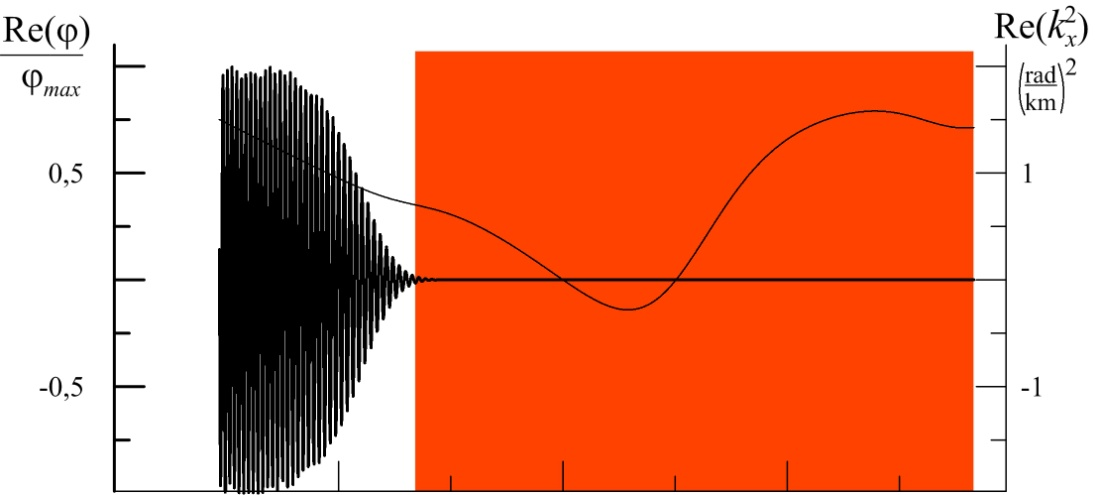 Re(φ)
φmax
0,5
-0,5
Re(k²ₓ)
(rad/km)²
1
-1